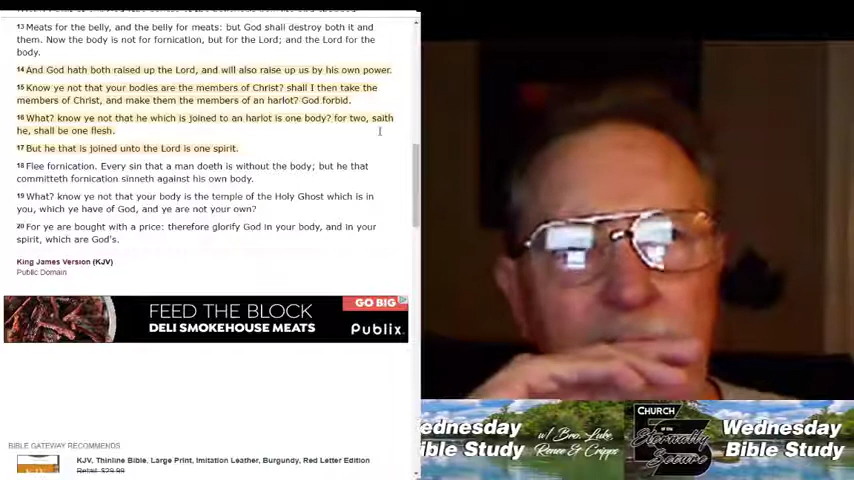 13 Meats for the belly, and the belly for meats: but God shall destroy both it and
them. Now the body is not for fornication, but for the Lord; and the Lord for the
body.
14 And God hath both raised up the Lord, and will also raise up us by his own power.
15 Know ye not that your bodies are the members of Christ? shall I then take the
members of Christ, and make them the members of an harlot? God forbid.
16 What? know ye not that he which is joined to an harlot is one body? for two, saith
he, shall be one flesh.
17 But he that is joined unto the Lord is one spirit.
18 Flee fornication. Every sin that a man doeth is without the body; but he that
committeth fornication sinneth against his own body.
19 What? know ye not that your body is the temple of the Holy Ghost which is in
you, which ye have of God, and ye are not your own?
20 For ye are bought with a price: therefore glorify God in your body, and in your
spirit, which are God's.
King James Version (KJV)
Public Domain
FEED THE BLOCK
DELI SMOKEHOUSE MEATS
GO BIG
Publix.
BIBLE GATEWAY RECOMMENDS
KJV, Thinline Bible, Large Print, Imitation Leather, Burgundy, Red Letter Edition
Retail: $29.99
Wednesday
Bible Study
w/ Bro. Luke,
Renee & Cripps
CHURCH
of the
Eternally
Secure
Wednesday
Bible Study